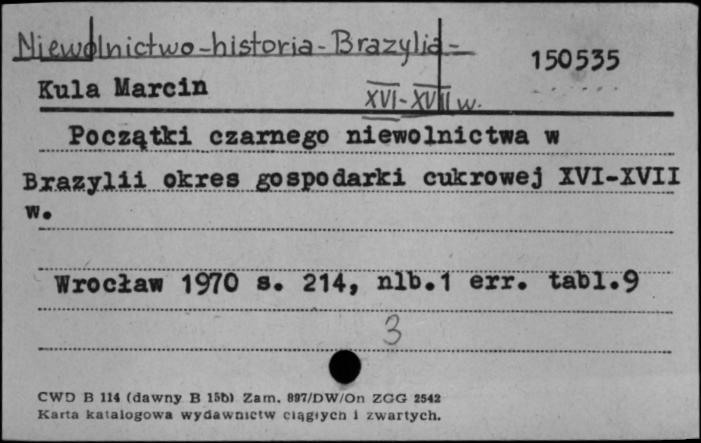 Niewolnictwo-historia-Brazylia-
150535
Kula Marcin
XVI-XVII w.
Początki czarnego niewolnictwa w
Brazylii okres gospodarki cukrowej XVI-XVII
w.
Wrocław 1970 s. 214, nlb.1 err. tabl.9
3
CWD B 114 (dawny B 15b) Zam. 897/DW/On ZGG 2542
Karta katalogowa wydawnictw ciągłych i zwartych.